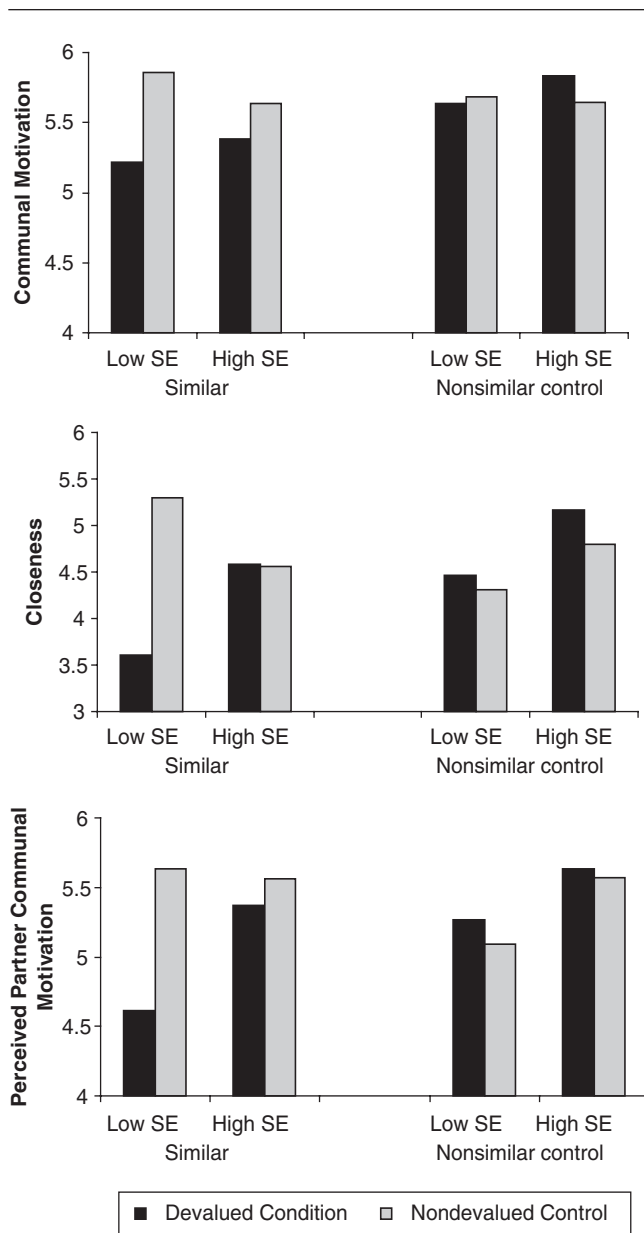 Communal Motivation
6
5.5
5
4.5
4
Low SE High SE Low SE High SE
Similar Nonsimilar control
Closeness
6
5.5
5
4.5
4
3.5
3
Low SE High SE Low SE High SE
Similar Nonsimilar control
Perceived Partner Communal
Motivation
6
5.5
5
4.5
4
Low SE High SE Low SE High SE
Similar Nonsimilar control
Devalued Condition Nondevalued Control